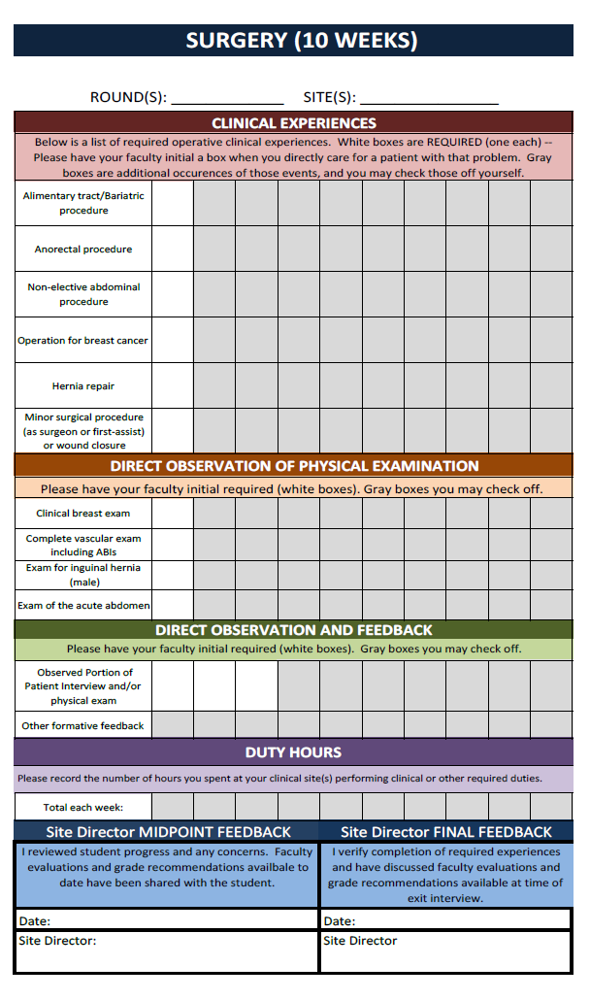 SURGERY (10 WEEKS)
ROUND(S): ______________ SITE(S): _________________
CLINICAL EXPERIENCES
Below is a list of required operative clinical experiences. White boxes are REQUIRED (one each) --
Please have your faculty initial a box when you directly care for a patient with that problem. Gray
boxes are additional occurences of those events, and you may check those off yourself.
Alimentary tract/Bariatric
procedure
Anorectal procedure
Non-elective abdominal
procedure
Operation for breast cancer
Hernia repair
Minor surgical procedure
(as surgeon or first-assist)
or wound closure
DIRECT OBSERVATION OF PHYSICAL EXAMINATION
Please have your faculty initial required (white boxes). Gray boxes you may check off.
Clinical breast exam
Complete vascular exam
including ABIs
Exam for inguinal hernia
(male)
Exam of the acute abdomen
DIRECT OBSERVATION AND FEEDBACK
Please have your faculty initial required (white boxes). Gray boxes you may check off.
Observed Portion of
Patient Interview and/or
physical exam
Other formative feedback
DUTY HOURS
Please record the number of hours you spent at your clinical site(s) performing clinical or other required duties.
Total each week:
Site Director MIDPOINT FEEDBACK
I reviewed student progress and any concerns. Faculty
evaluations and grade recommendations availbale to
date have been shared with the student.
Date:
Site Director:
Site Director FINAL FEEDBACK
I verify completion of required experiences
and have discussed faculty evaluations and
grade recommendations available at time of
exit interview.
Date:
Site Director